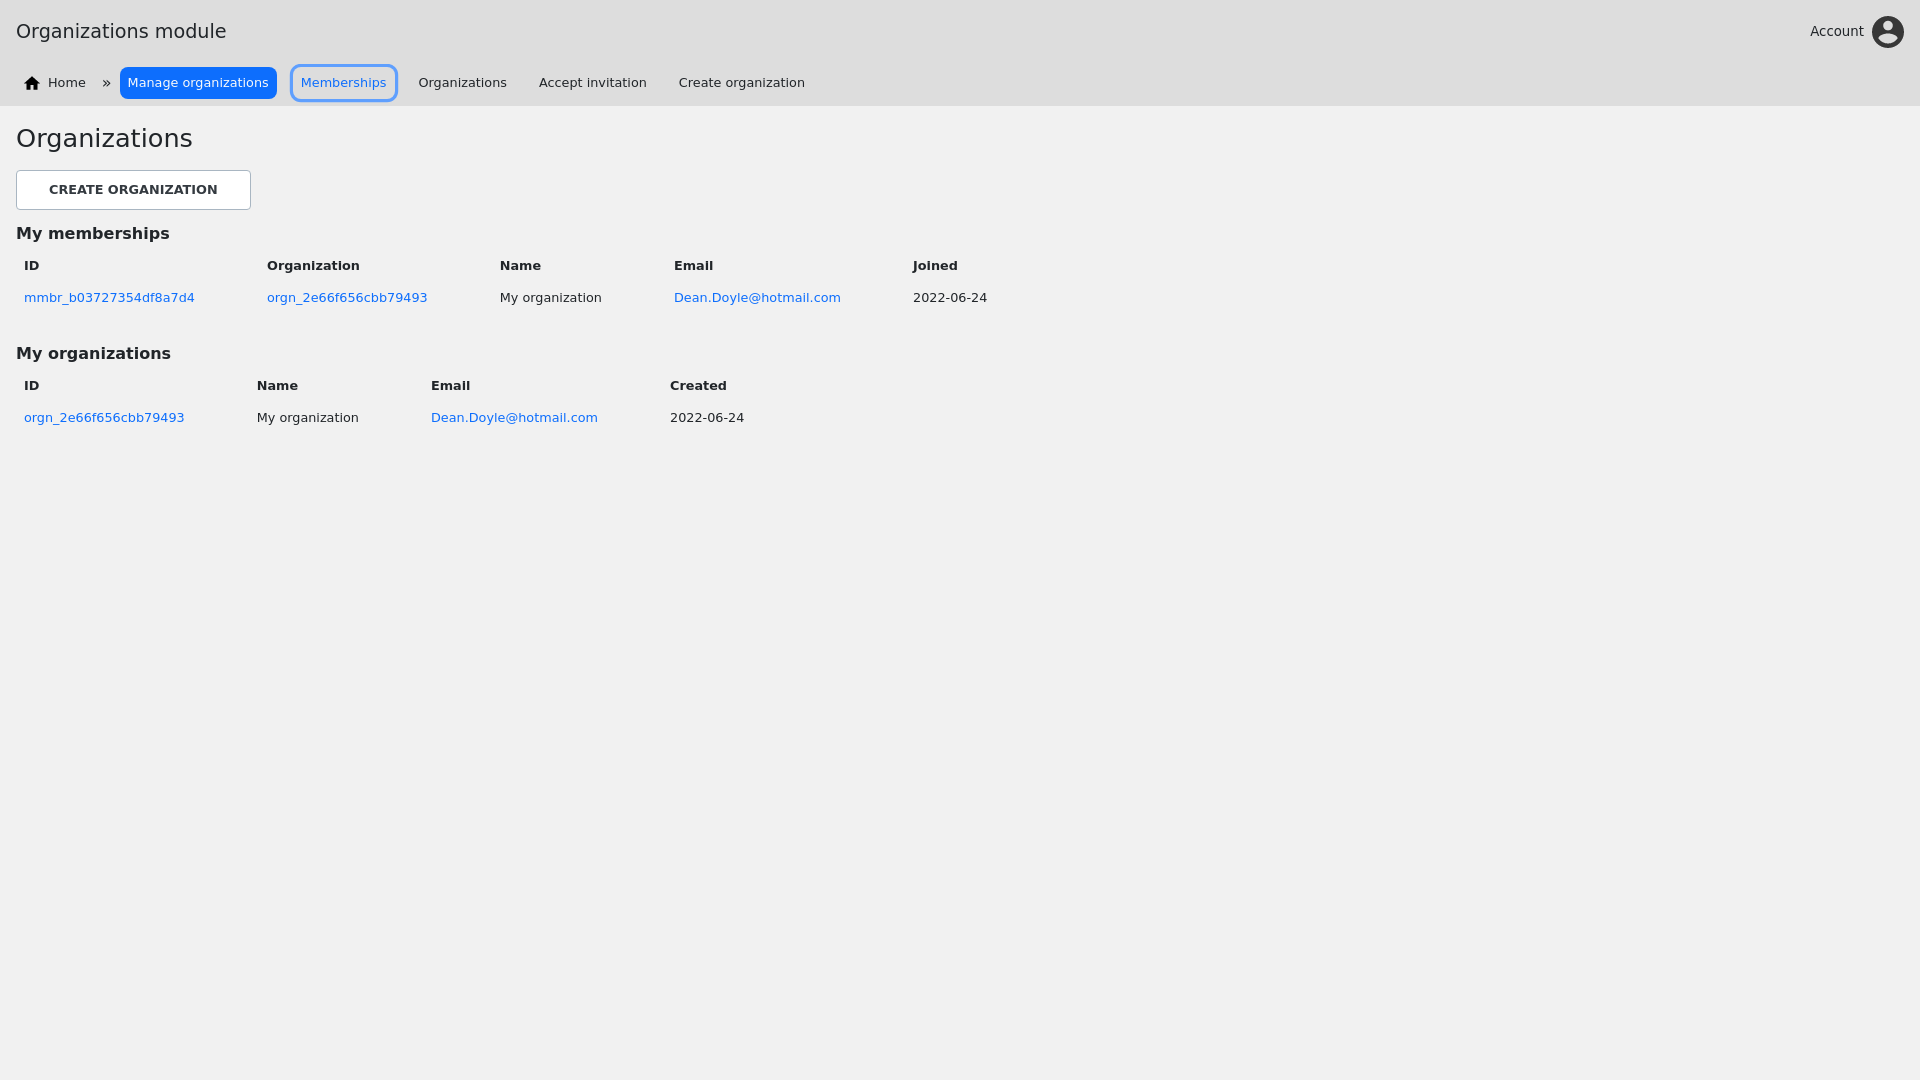 Organizations module
Account
Home » Manage organizations Memberships Organizations Accept invitation Create organization
Organizations
CREATE ORGANIZATION
My memberships
ID Organization Name Email Joined
mmbr_b03727354df8a7d4 orgn_2e66f656cbb79493 My organization Dean.Doyle@hotmail.com 2022-06-24
My organizations
ID Name Email Created
orgn_2e66f656cbb79493 My organization Dean.Doyle@hotmail.com 2022-06-24